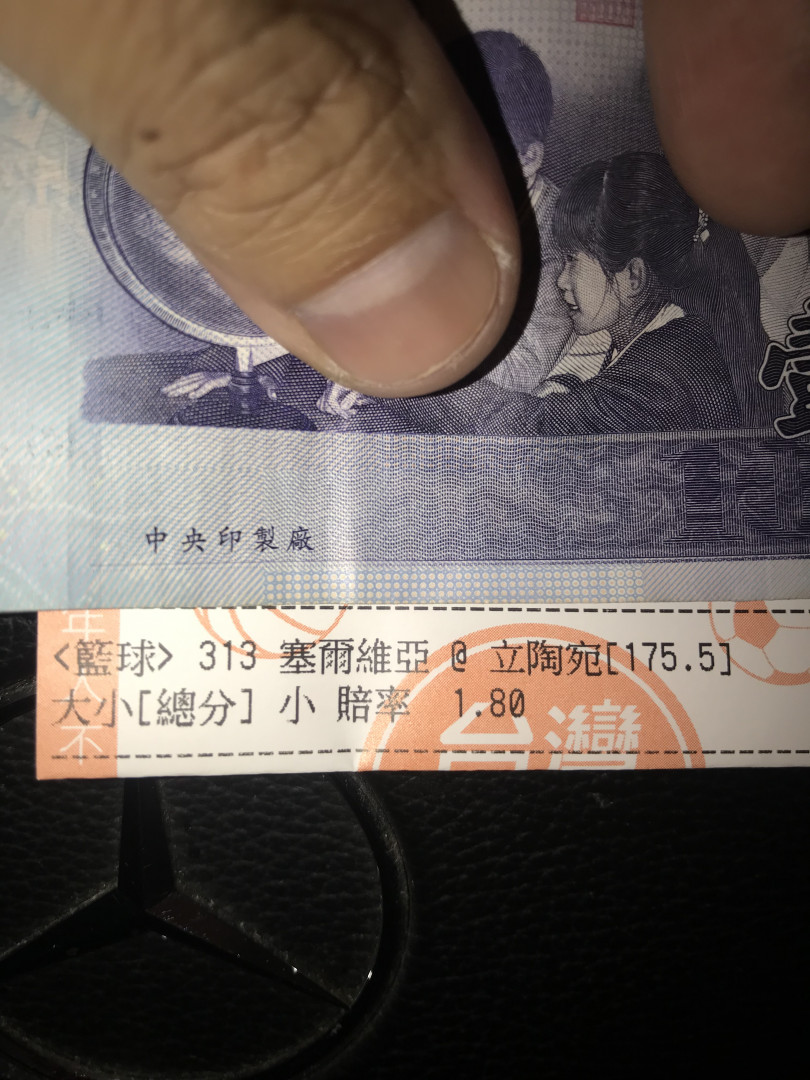 中央印製廠
<籃球> 313 塞爾維亞 @ 立陶宛[175.5]
大小[總分] 小 賠率 1.80
台灣